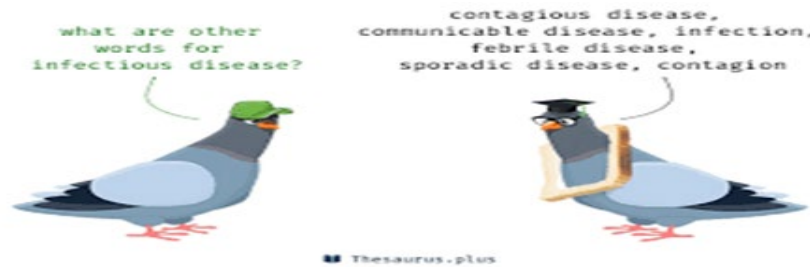 what are other
words for
infectious disease?
contagious disease,
communicable disease, infection,
febrile disease,
sporadic disease, contagion
Thesaurus.plus